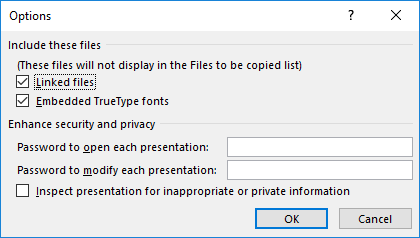 Options
Include these files
(These files will not display in the Files to be copied list)
Linked files
Embedded TrueType fonts
Enhance security and privacy
Password to open each presentation:
Password to modify each presentation:
Inspect presentation for inappropriate or private information
OK Cancel